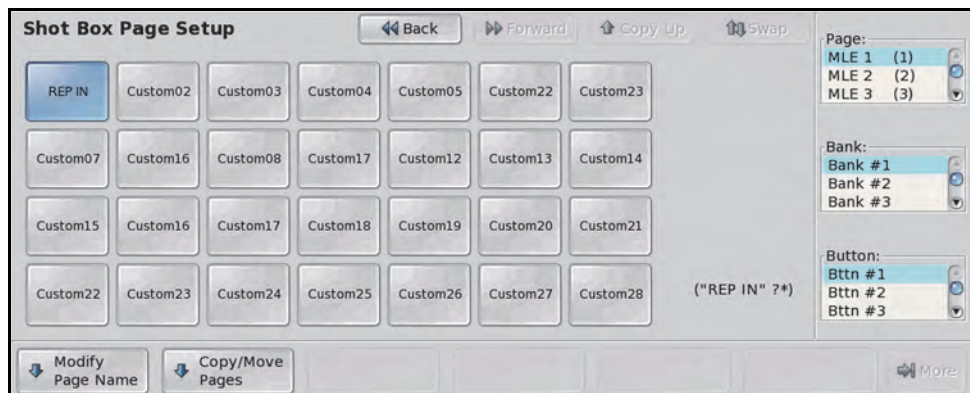 Shot Box Page Setup
Back
Forward
Copy Up
Swap
REP IN
Custom02
Custom03
Custom04
Custom05
Custom22
Custom23
Custom07
Custom16
Custom08
Custom17
Custom12
Custom13
Custom14
Custom15
Custom16
Custom17
Custom18
Custom19
Custom20
Custom21
Custom22
Custom23
Custom24
Custom25
Custom26
Custom27
Custom28
("REP IN" ?*)
Page:
MLE 1 (1)
MLE 2 (2)
MLE 3 (3)
Bank:
Bank #1
Bank #2
Bank #3
Button:
Bttn #1
Bttn #2
Bttn #3
Modify
Page Name
Copy/Move
Pages
More